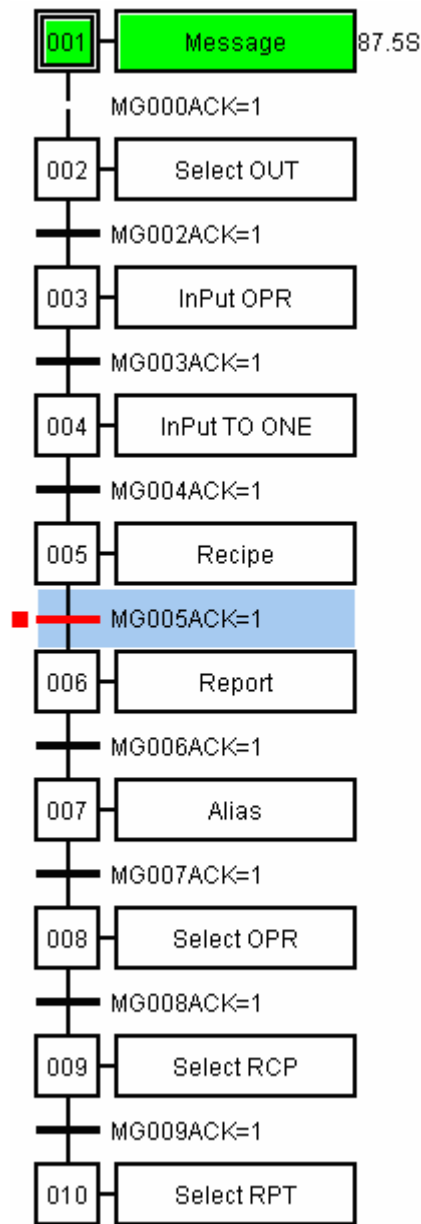 001 Message 87.5S
MG000ACK=1
002 Select OUT
MG002ACK=1
003 InPut OPR
MG003ACK=1
004 InPut TO ONE
MG004ACK=1
005 Recipe
MG005ACK=1
006 Report
MG006ACK=1
007 Alias
MG007ACK=1
008 Select OPR
MG008ACK=1
009 Select RCP
MG009ACK=1
010 Select RPT